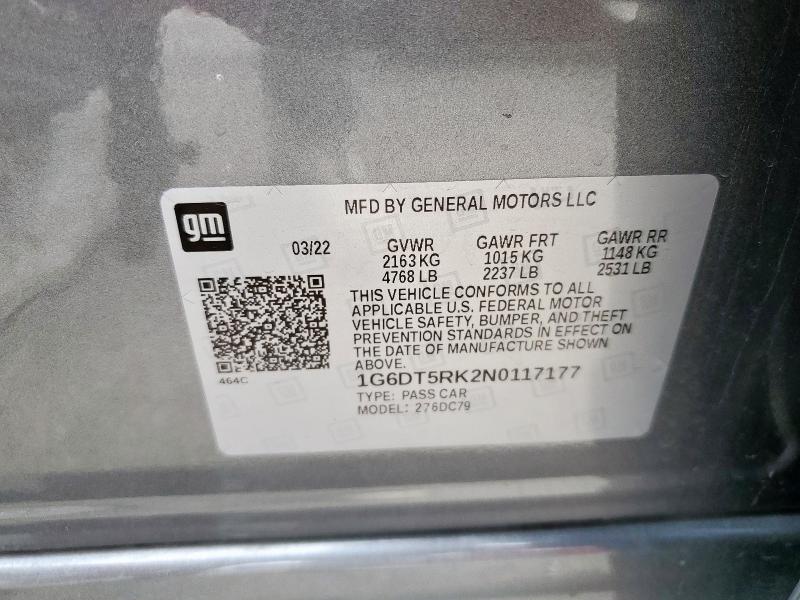 gm
MFD BY GENERAL MOTORS LLC
03/22
GVWR GAWR FRT GAWR RR
2163 KG 1015 KG 1148 KG
4768 LB 2237 LB 2531 LB
THIS VEHICLE CONFORMS TO ALL
APPLICABLE U.S. FEDERAL MOTOR
VEHICLE SAFETY, BUMPER, AND THEFT
PREVENTION STANDARDS IN EFFECT ON
THE DATE OF MANUFACTURE SHOWN
ABOVE.
464C
1G6DT5RK2N0117177
TYPE: PASS CAR
MODEL: 276DC79